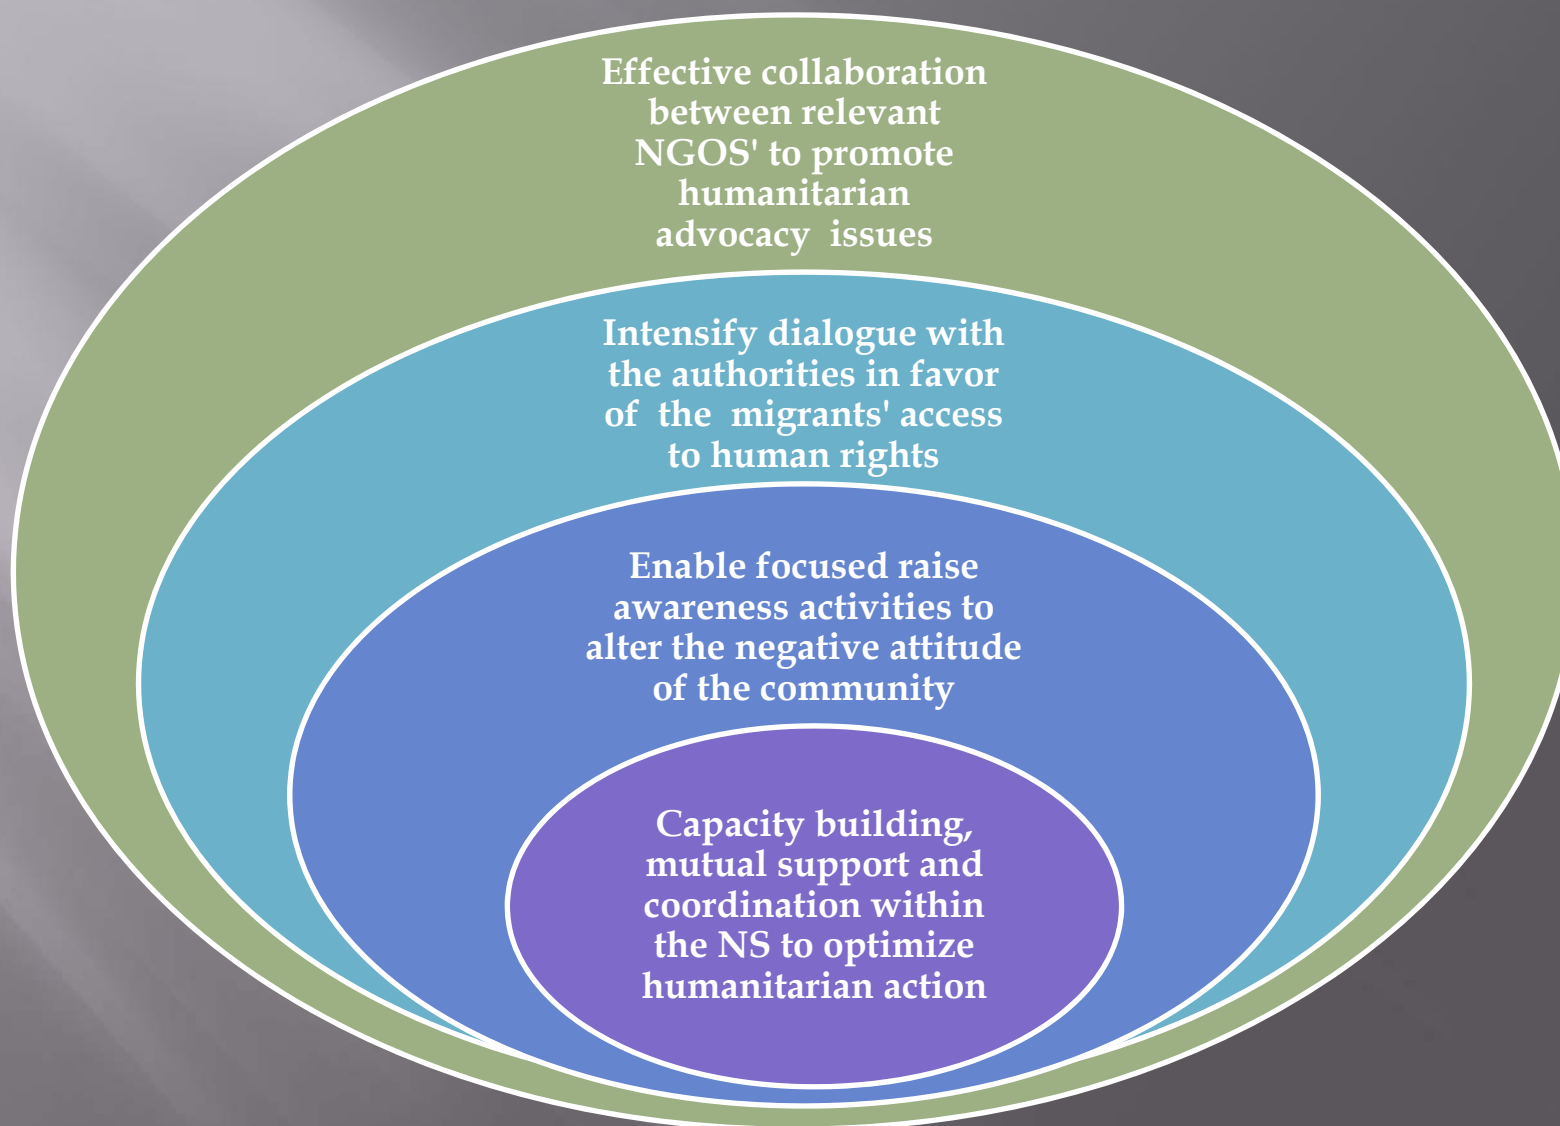 Effective collaboration
between relevant
NGOS' to promote
humanitarian
advocacy  issues
Intensify dialogue with
the authorities in favor
of  the  migrants' access
to human rights
Enable focused raise
awareness activities to
alter the negative attitude
of the community
Capacity building,
mutual support and
coordination within
the NS to optimize
humanitarian action